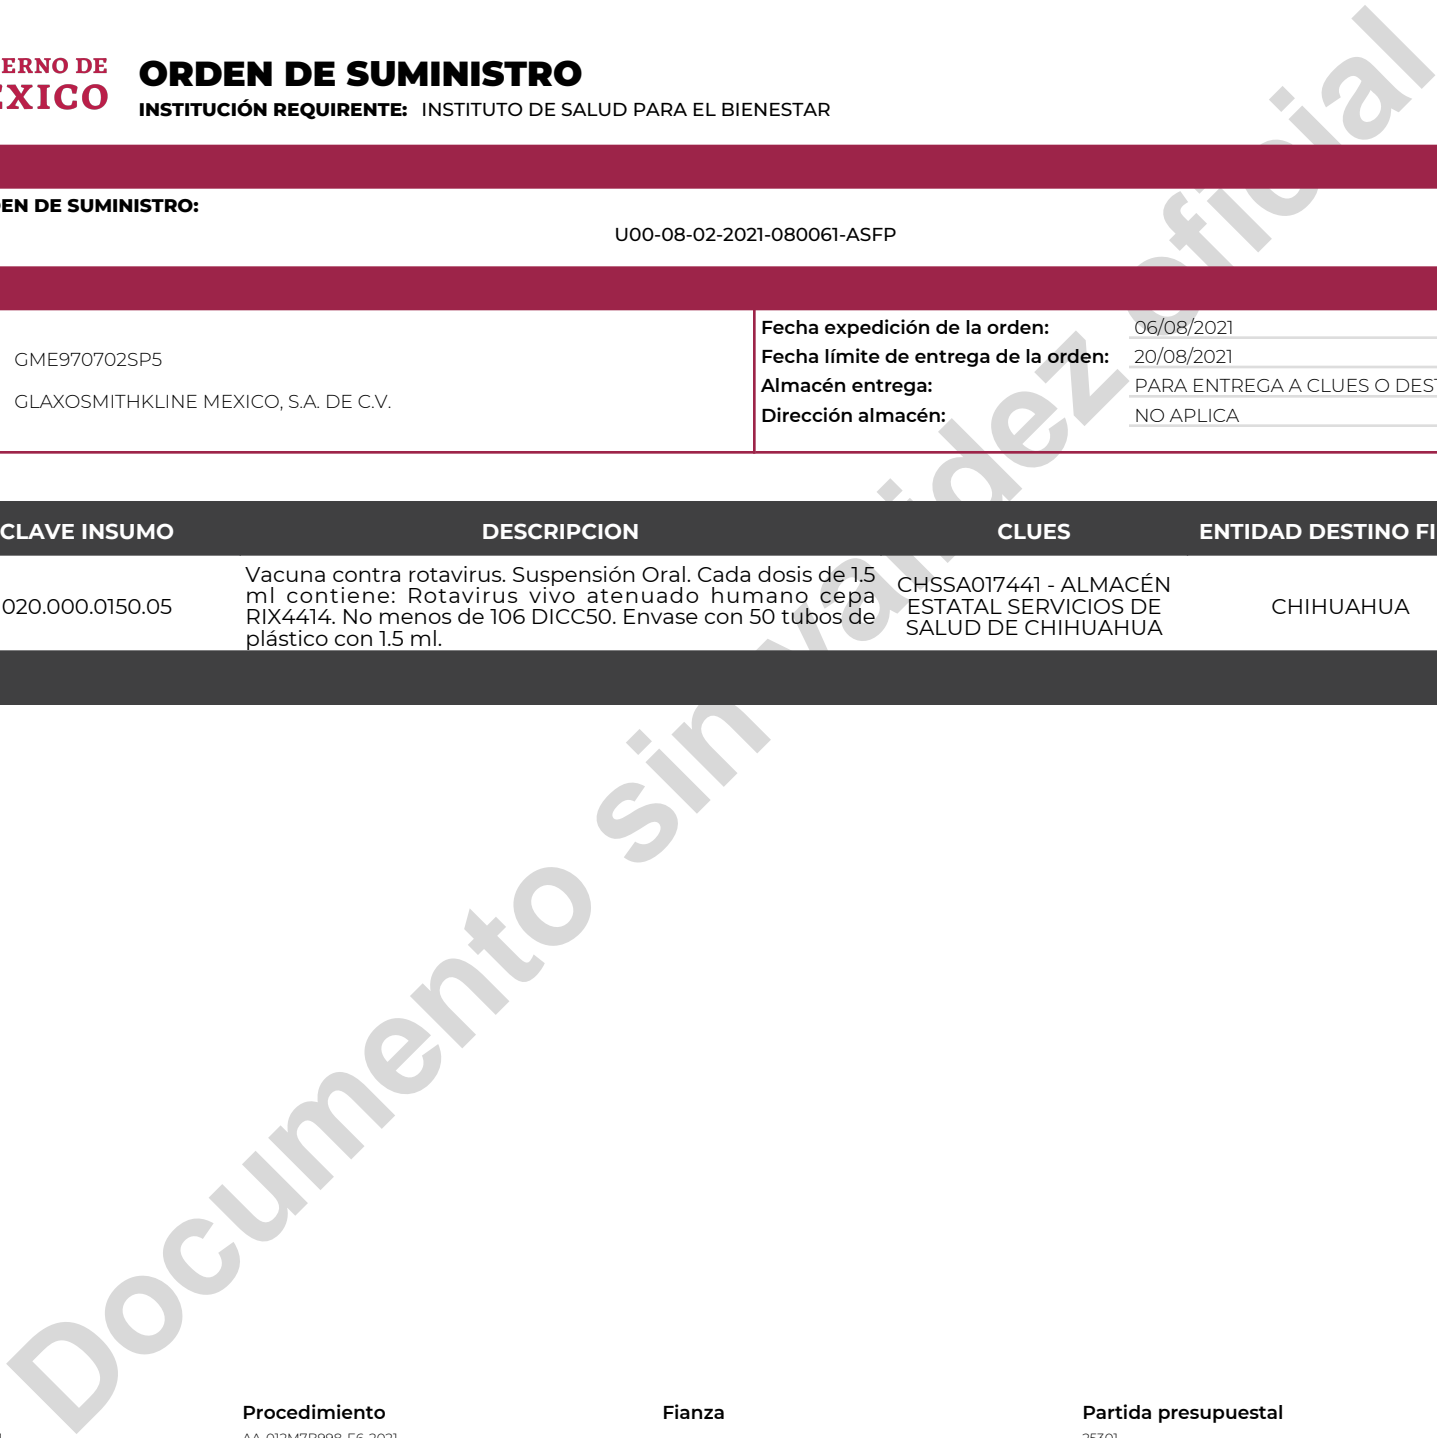 ERNO DE
EXICO
ORDEN DE SUMINISTRO
INSTITUCIÓN REQUIRENTE: INSTITUTO DE SALUD PARA EL BIENESTAR
EN DE SUMINISTRO:
U00-08-02-2021-080061-ASFP
GME970702SP5
GLAXOSMITHKLINE MEXICO, S.A. DE C.V.
Fecha expedición de la orden: 06/08/2021
Fecha límite de entrega de la orden: 20/08/2021
Almacén entrega: PARA ENTREGA A CLUES O DEST
Dirección almacén: NO APLICA
CLAVE INSUMO DESCRIPCION CLUES ENTIDAD DESTINO FI
020.000.0150.05
Vacuna contra rotavirus. Suspensión Oral. Cada dosis de 1.5
ml contiene: Rotavirus vivo atenuado humano cepa
RIX4414. No menos de 106 DICC50. Envase con 50 tubos de
plástico con 1.5 ml.
CHSSA017441 - ALMACÉN
ESTATAL SERVICIOS DE
SALUD DE CHIHUAHUA
CHIHUAHUA
Documento sin validez oficial
Procedimiento Fianza Partida presupuestal